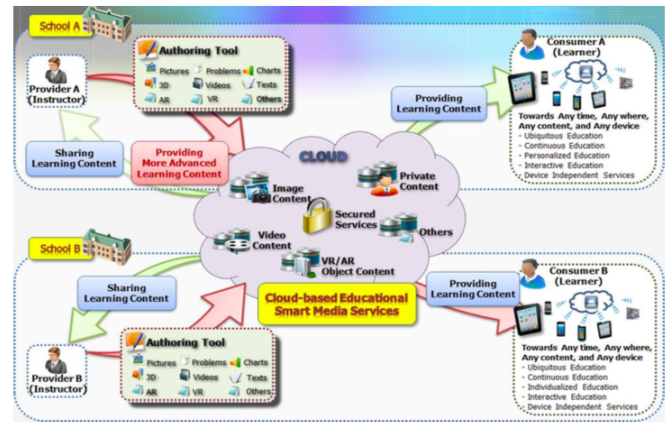 School A
Provider A
(Instructor)
Authoring Tool
Pictures
Problems
Charts
3D
Videos
Texts
AR
VR
Others
Sharing
Learning Content
Providing
More Advanced
Learning Content
CLOUD
Image
Content
Private
Content
Secured
Services
Others
Video
Content
VR/AR
Object Content
Cloud-based Educational
Smart Media Services
Providing
Learning Content
Consumer A
(Learner)
Towards Any time, Any where,
Any content, and Any device
- Ubiquitous Education
- Continuous Education
- Personalized Education
- Interactive Education
- Device Independent Services
School B
Sharing
Learning Content
Provider B
(Instructor)
Authoring Tool
Pictures
Problems
Charts
3D
Videos
Texts
AR
VR
Others
Providing
Learning Content
Consumer B
(Learner)
Towards Any time, Any where,
Any content, and Any device
- Ubiquitous Education
- Continuous Education
- Individualized Education
- Interactive Education
- Device Independent Services